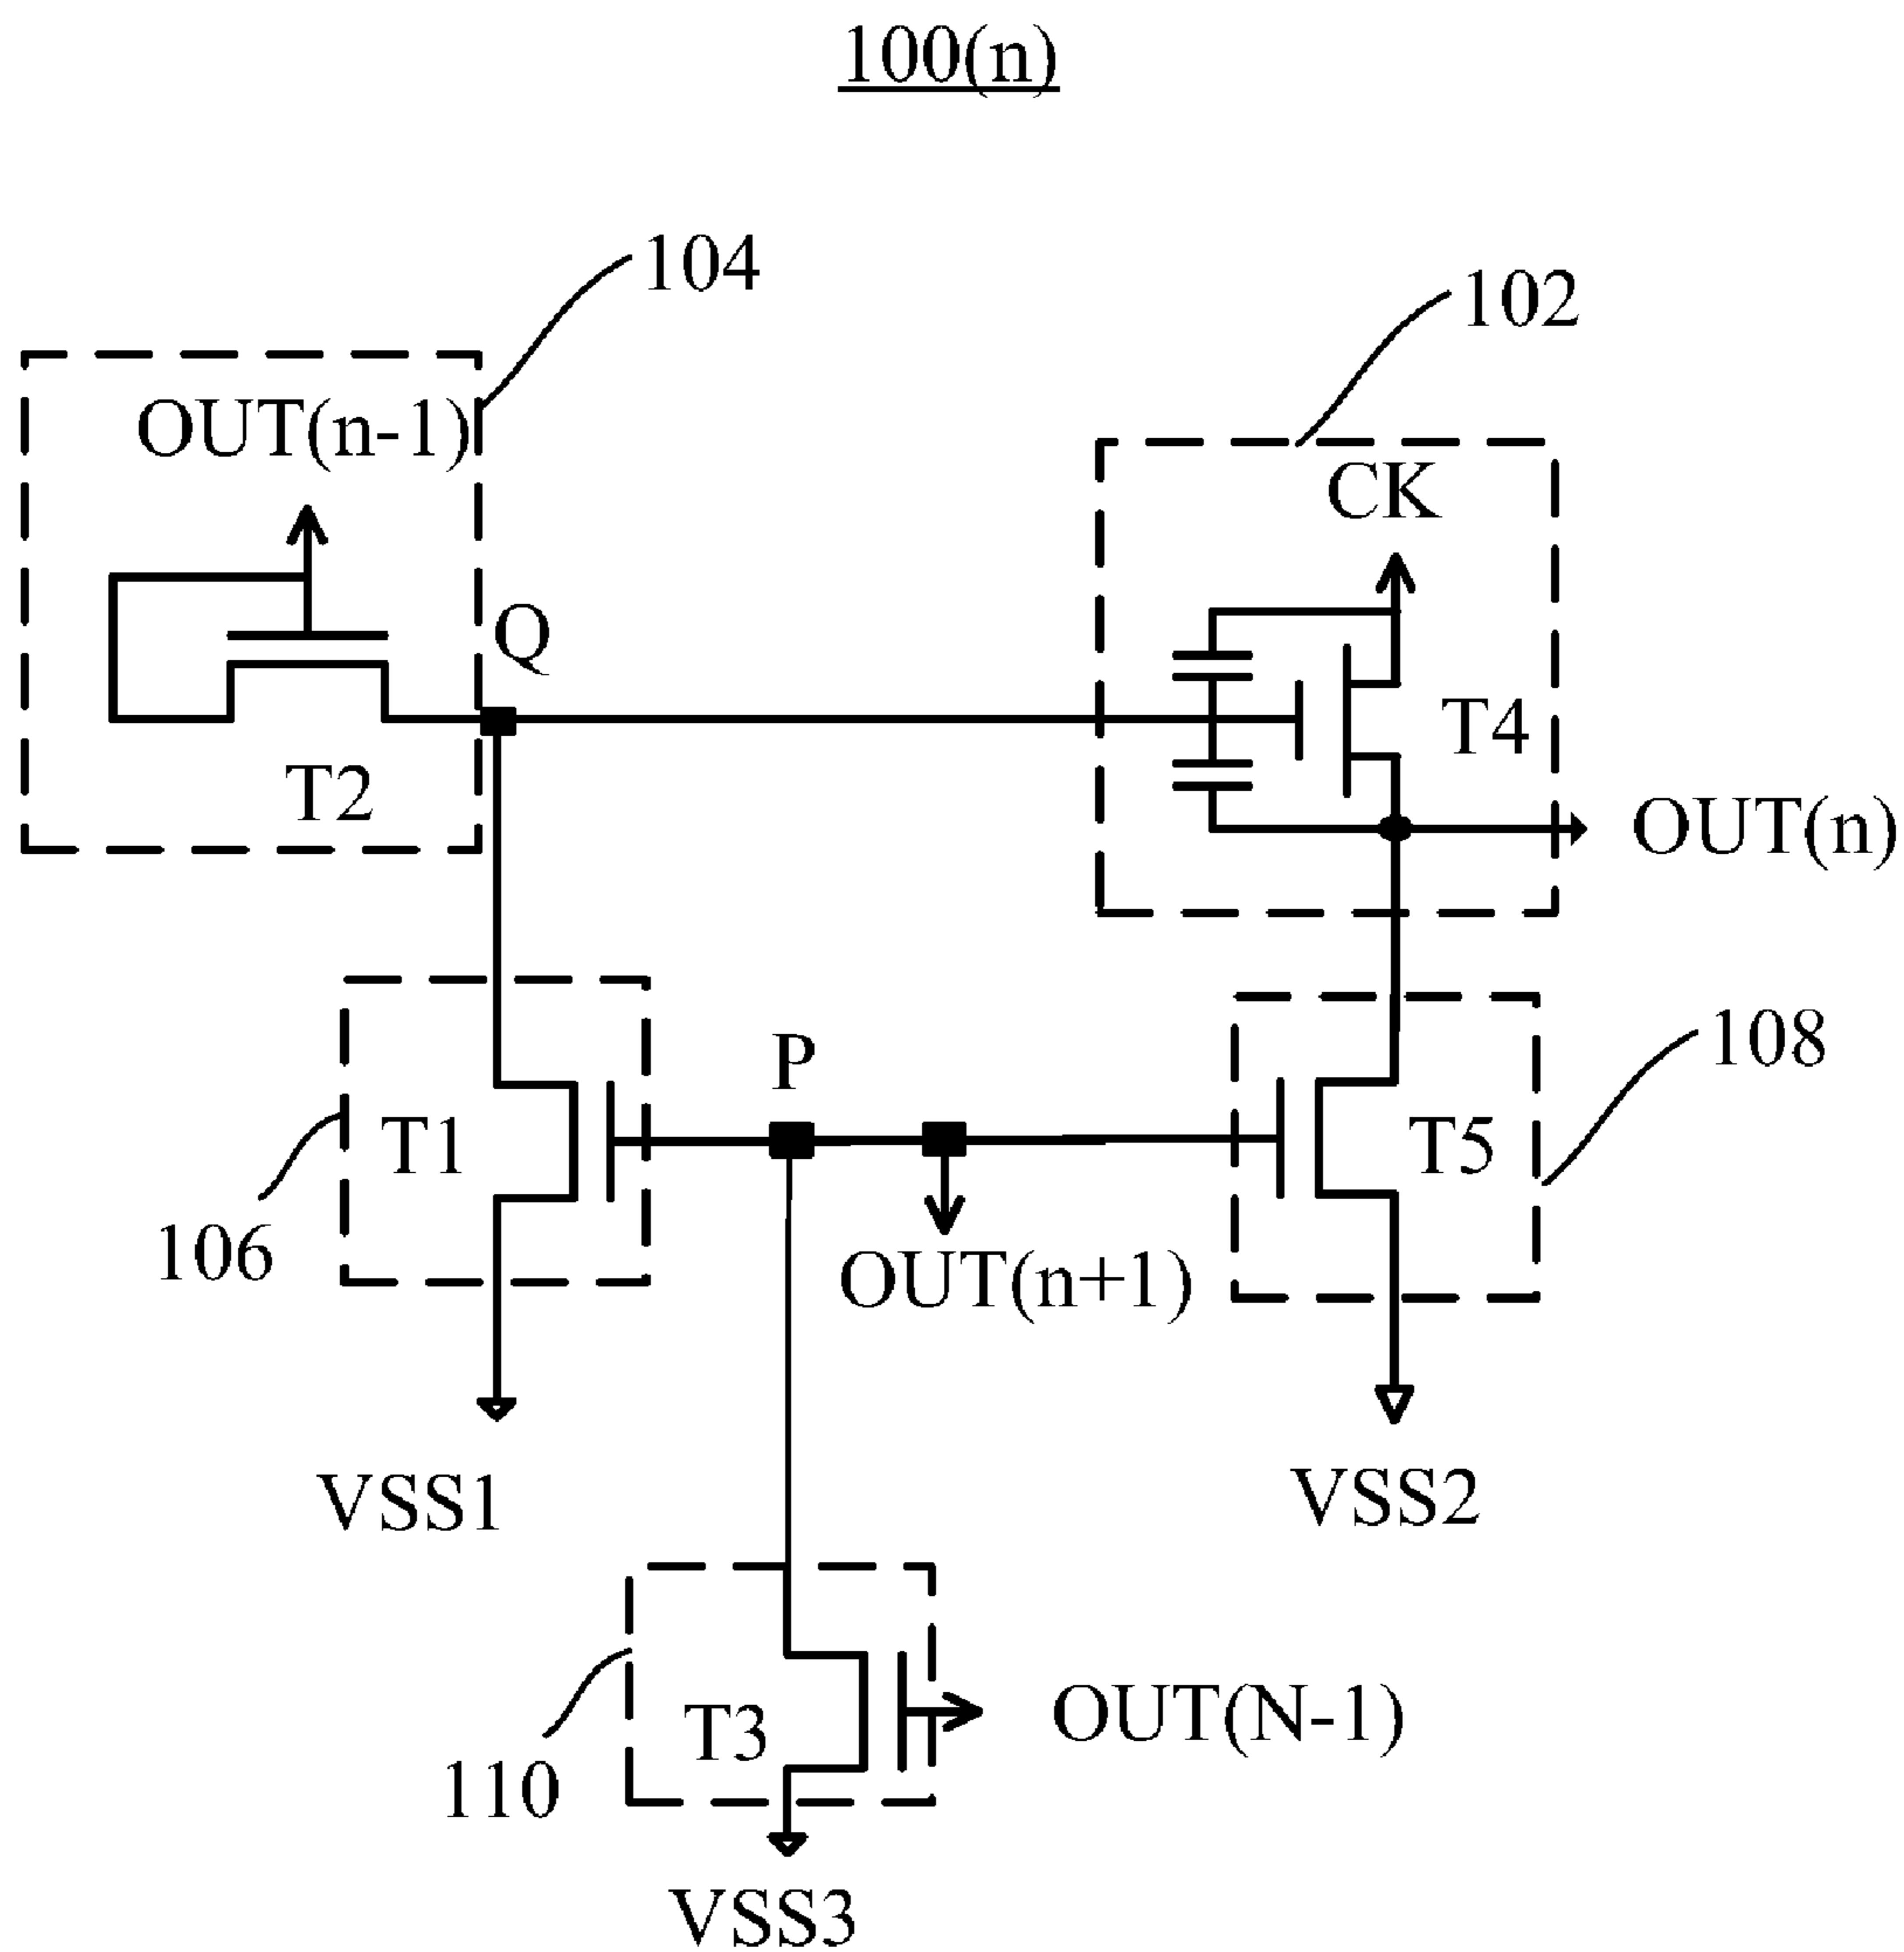 100(n)
104
102
OUT(n-1)
CK
Q
T4
T2
OUT(n)
P
108
T1
T5
106
OUT(n+1)
VSS1
VSS2
T3
OUT(N-1)
110
VSS3